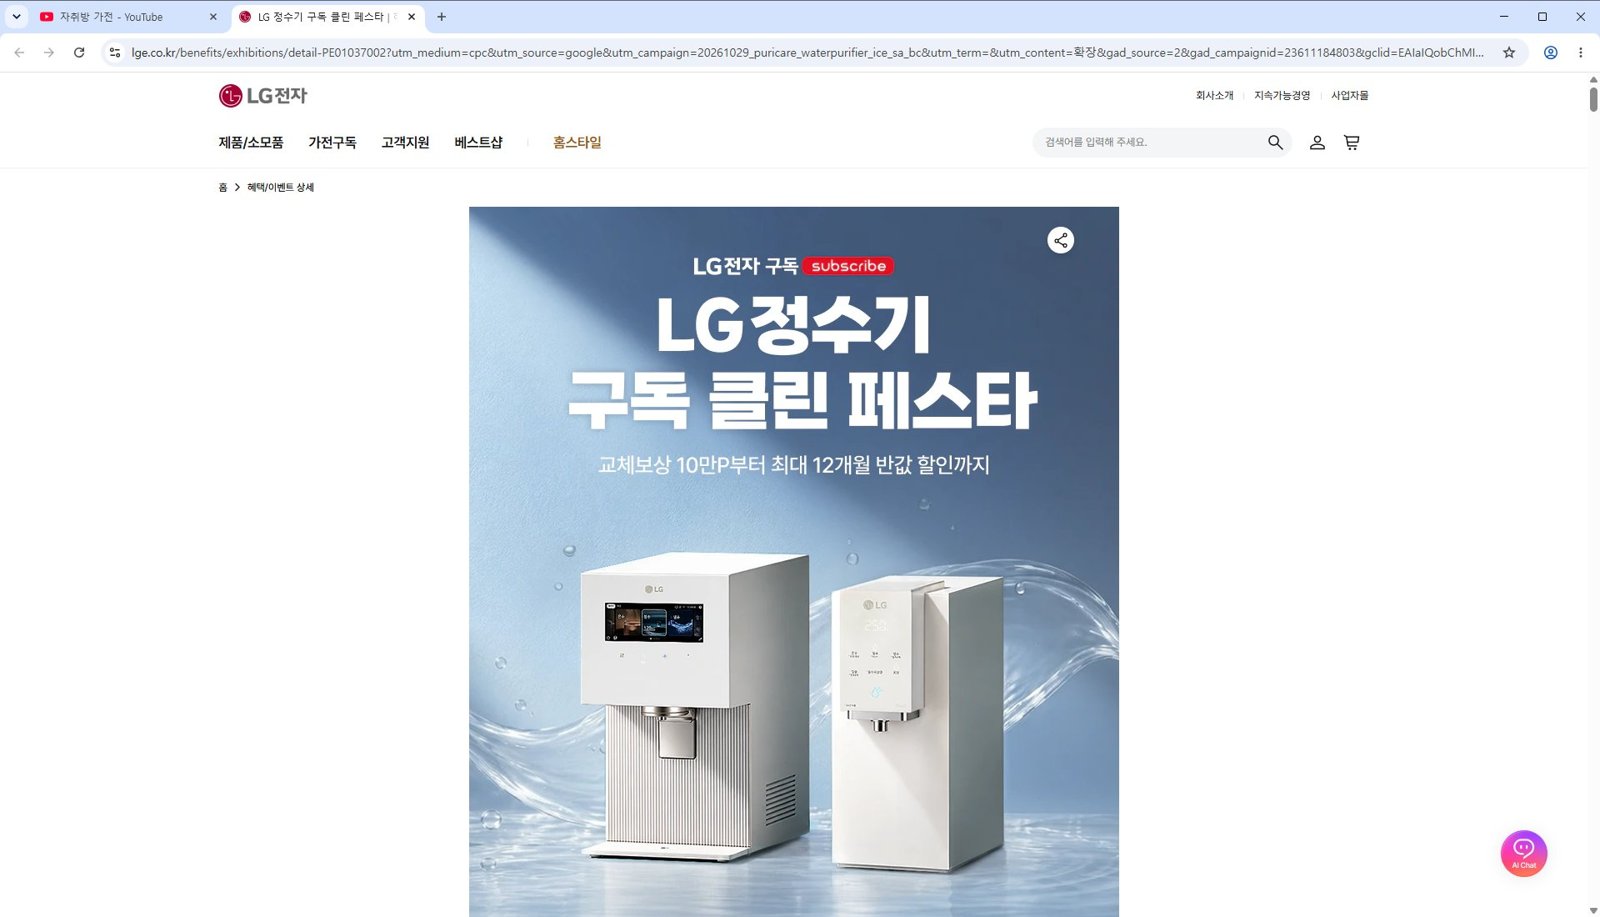 자취방 가전 - YouTube
LG 정수기 구독 클린 페스타 |
lge.co.kr/benefits/exhibitions/detail-PE01037002?utm_medium=cpc&utm_source=google&utm_campaign=20261029_puricare_waterpurifier_ice_sa_bc&utm_term=&utm_content=확장&gad_source=2&gad_campaignid=23611184803&gclid=EAIaIQobChMI...
LG전자
회사소개 지속가능경영 사업자몰
제품/소모품 가전구독 고객지원 베스트샵 홈스타일
검색어를 입력해 주세요.
홈 > 혜택/이벤트 상세
LG전자 구독 subscribe
LG 정수기
구독 클린 페스타
교체보상 10만P부터 최대 12개월 반값 할인까지
LG
LG
AI Chat